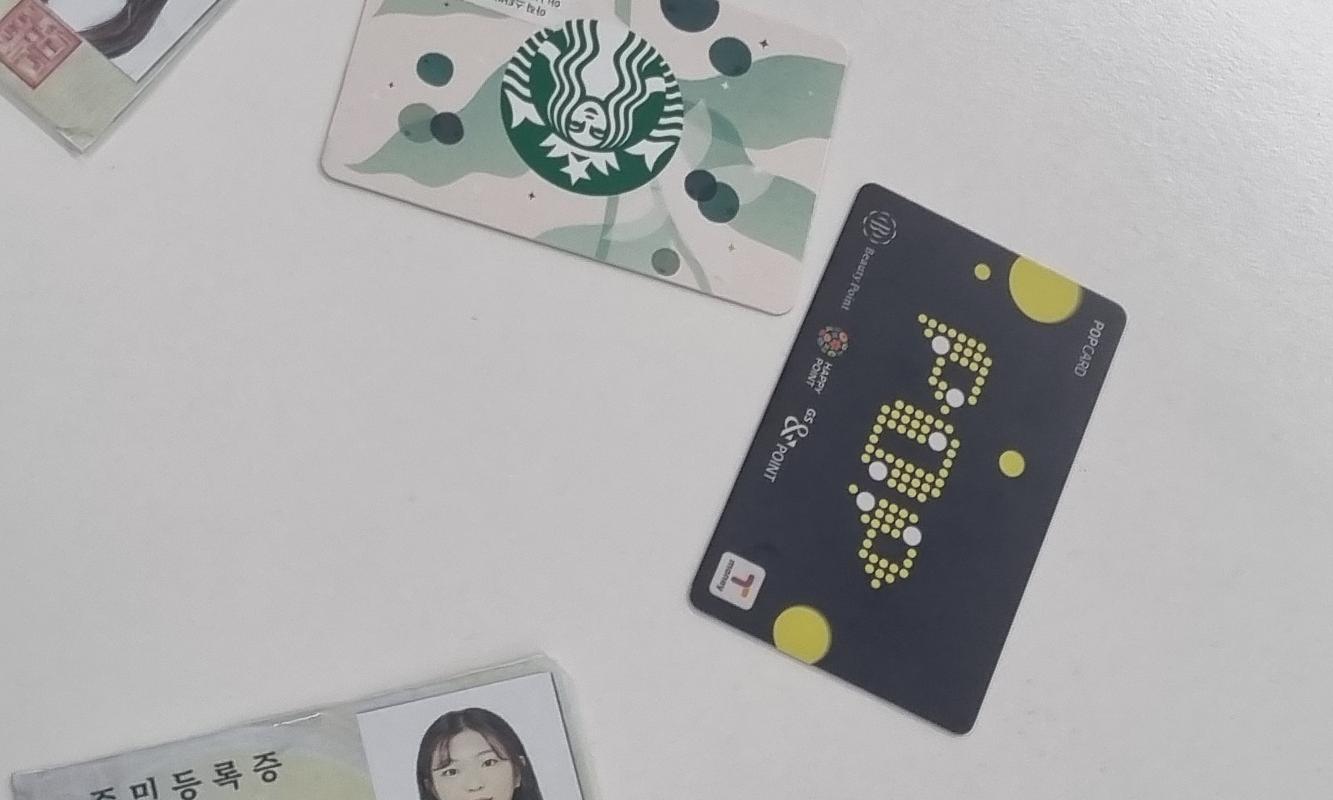 POPCARD
pop
Beauty Point
HAPPY
POINT
GS
&
POINT
T
money
주민등록증